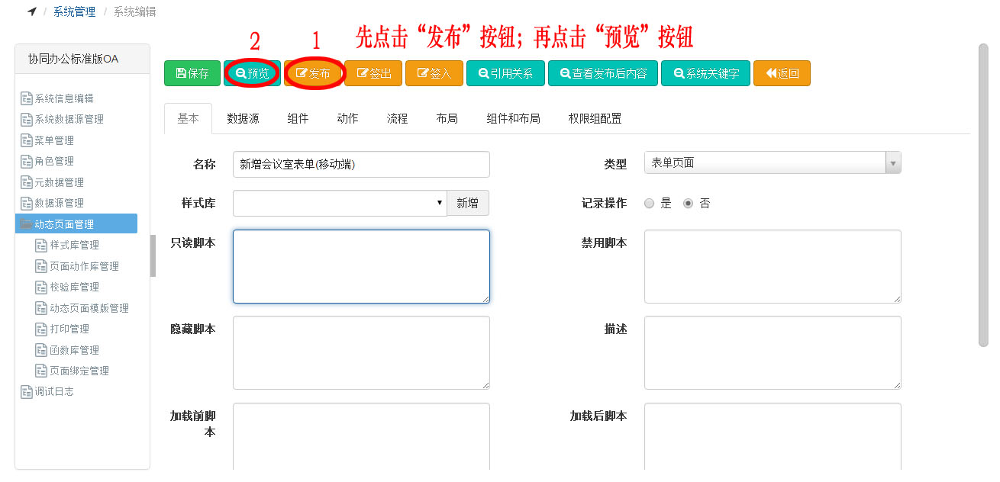 / 系统管理 / 系统编辑
2 1 先点击“发布”按钮；再点击“预览”按钮
协同办公标准版OA
保存 预览 发布 签出 签入 引用关系 查看发布后内容 系统关键字 返回
系统信息编辑
系统数据源管理
菜单管理
角色管理
元数据管理
数据源管理
动态页面管理
样式库管理
页面动作库管理
校验库管理
动态页面模版管理
打印管理
函数库管理
页面绑定管理
调试日志
基本 数据源 组件 动作 流程 布局 组件和布局 权限组配置
名称 新增会议室表单(移动端) 类型 表单页面
样式库 新增 记录操作 是 否
只读脚本 禁用脚本
隐藏脚本 描述
加载前脚本 加载后脚本